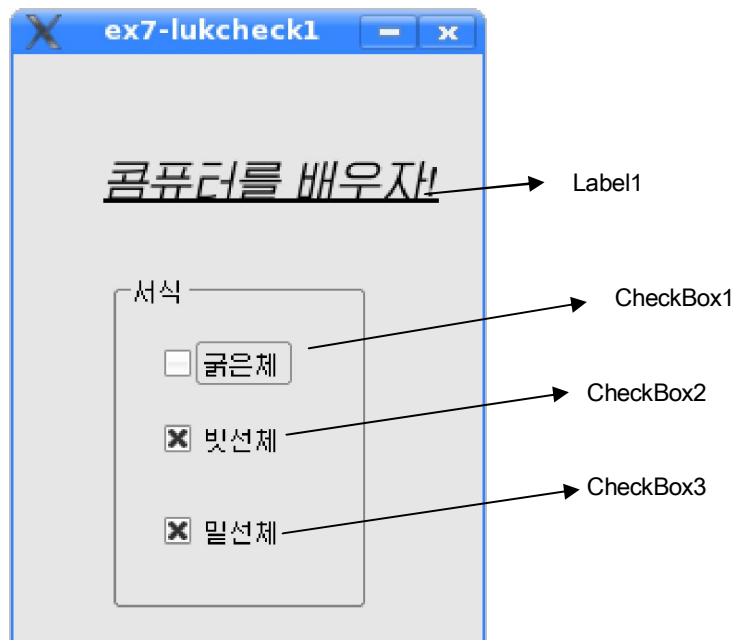 ex7-lukcheck1
콤퓨터를 배우자!
Label1
서식
CheckBox1
굵은체
CheckBox2
빗선체
CheckBox3
밑선체